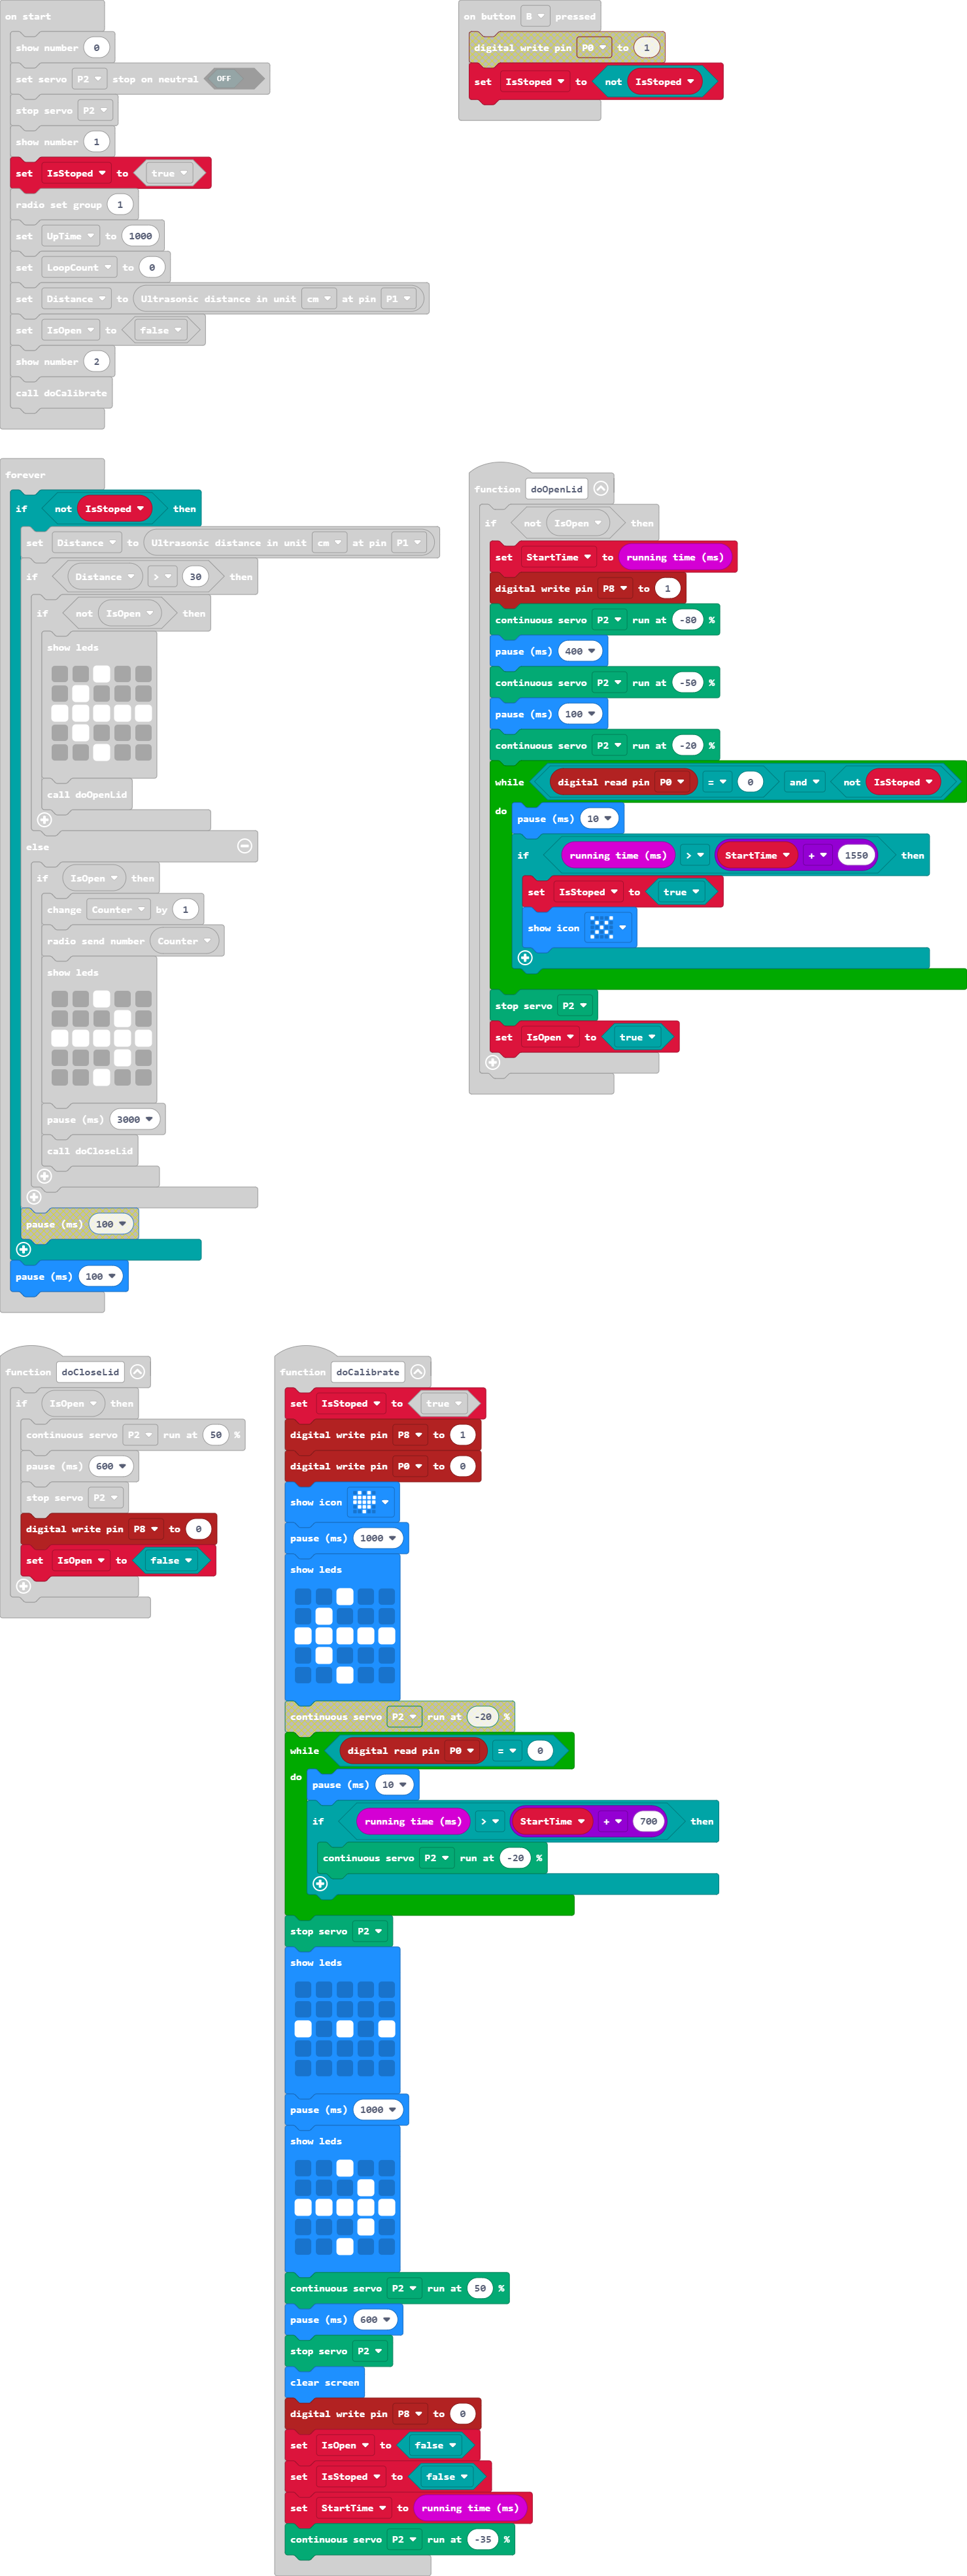 on start
show number 0
set servo P2 stop on neutral OFF
stop servo P2
show number 1
set IsStoped to true
radio set group 1
set UpTime to 1000
set LoopCount to 0
set Distance to Ultrasonic distance in unit cm at pin P1
set IsOpen to false
show number 2
call doCalibrate
on button B pressed
digital write pin P0 to 1
set IsStoped to not IsStoped
forever
if not IsStoped then
set Distance to Ultrasonic distance in unit cm at pin P1
if Distance > 30 then
if not IsOpen then
show leds
call doOpenLid
else
if IsOpen then
change Counter by 1
radio send number Counter
show leds
pause (ms) 3000
call doCloseLid
pause (ms) 100
pause (ms) 100
function doOpenLid
if not IsOpen then
set StartTime to running time (ms)
digital write pin P8 to 1
continuous servo P2 run at -80 %
pause (ms) 400
continuous servo P2 run at -50 %
pause (ms) 100
continuous servo P2 run at -20 %
while digital read pin P0 = 0 and not IsStoped
do
pause (ms) 10
if running time (ms) > StartTime + 1550 then
set IsStoped to true
show icon
stop servo P2
set IsOpen to true
function doCloseLid
if IsOpen then
continuous servo P2 run at 50 %
pause (ms) 600
stop servo P2
digital write pin P8 to 0
set IsOpen to false
function doCalibrate
set IsStoped to true
digital write pin P8 to 1
digital write pin P0 to 0
show icon
pause (ms) 1000
show leds
continuous servo P2 run at -20 %
while digital read pin P0 = 0
do
pause (ms) 10
if running time (ms) > StartTime + 700 then
continuous servo P2 run at -20 %
stop servo P2
show leds
pause (ms) 1000
show leds
continuous servo P2 run at 50 %
pause (ms) 600
stop servo P2
clear screen
digital write pin P8 to 0
set IsOpen to false
set IsStoped to false
set StartTime to running time (ms)
continuous servo P2 run at -35 %